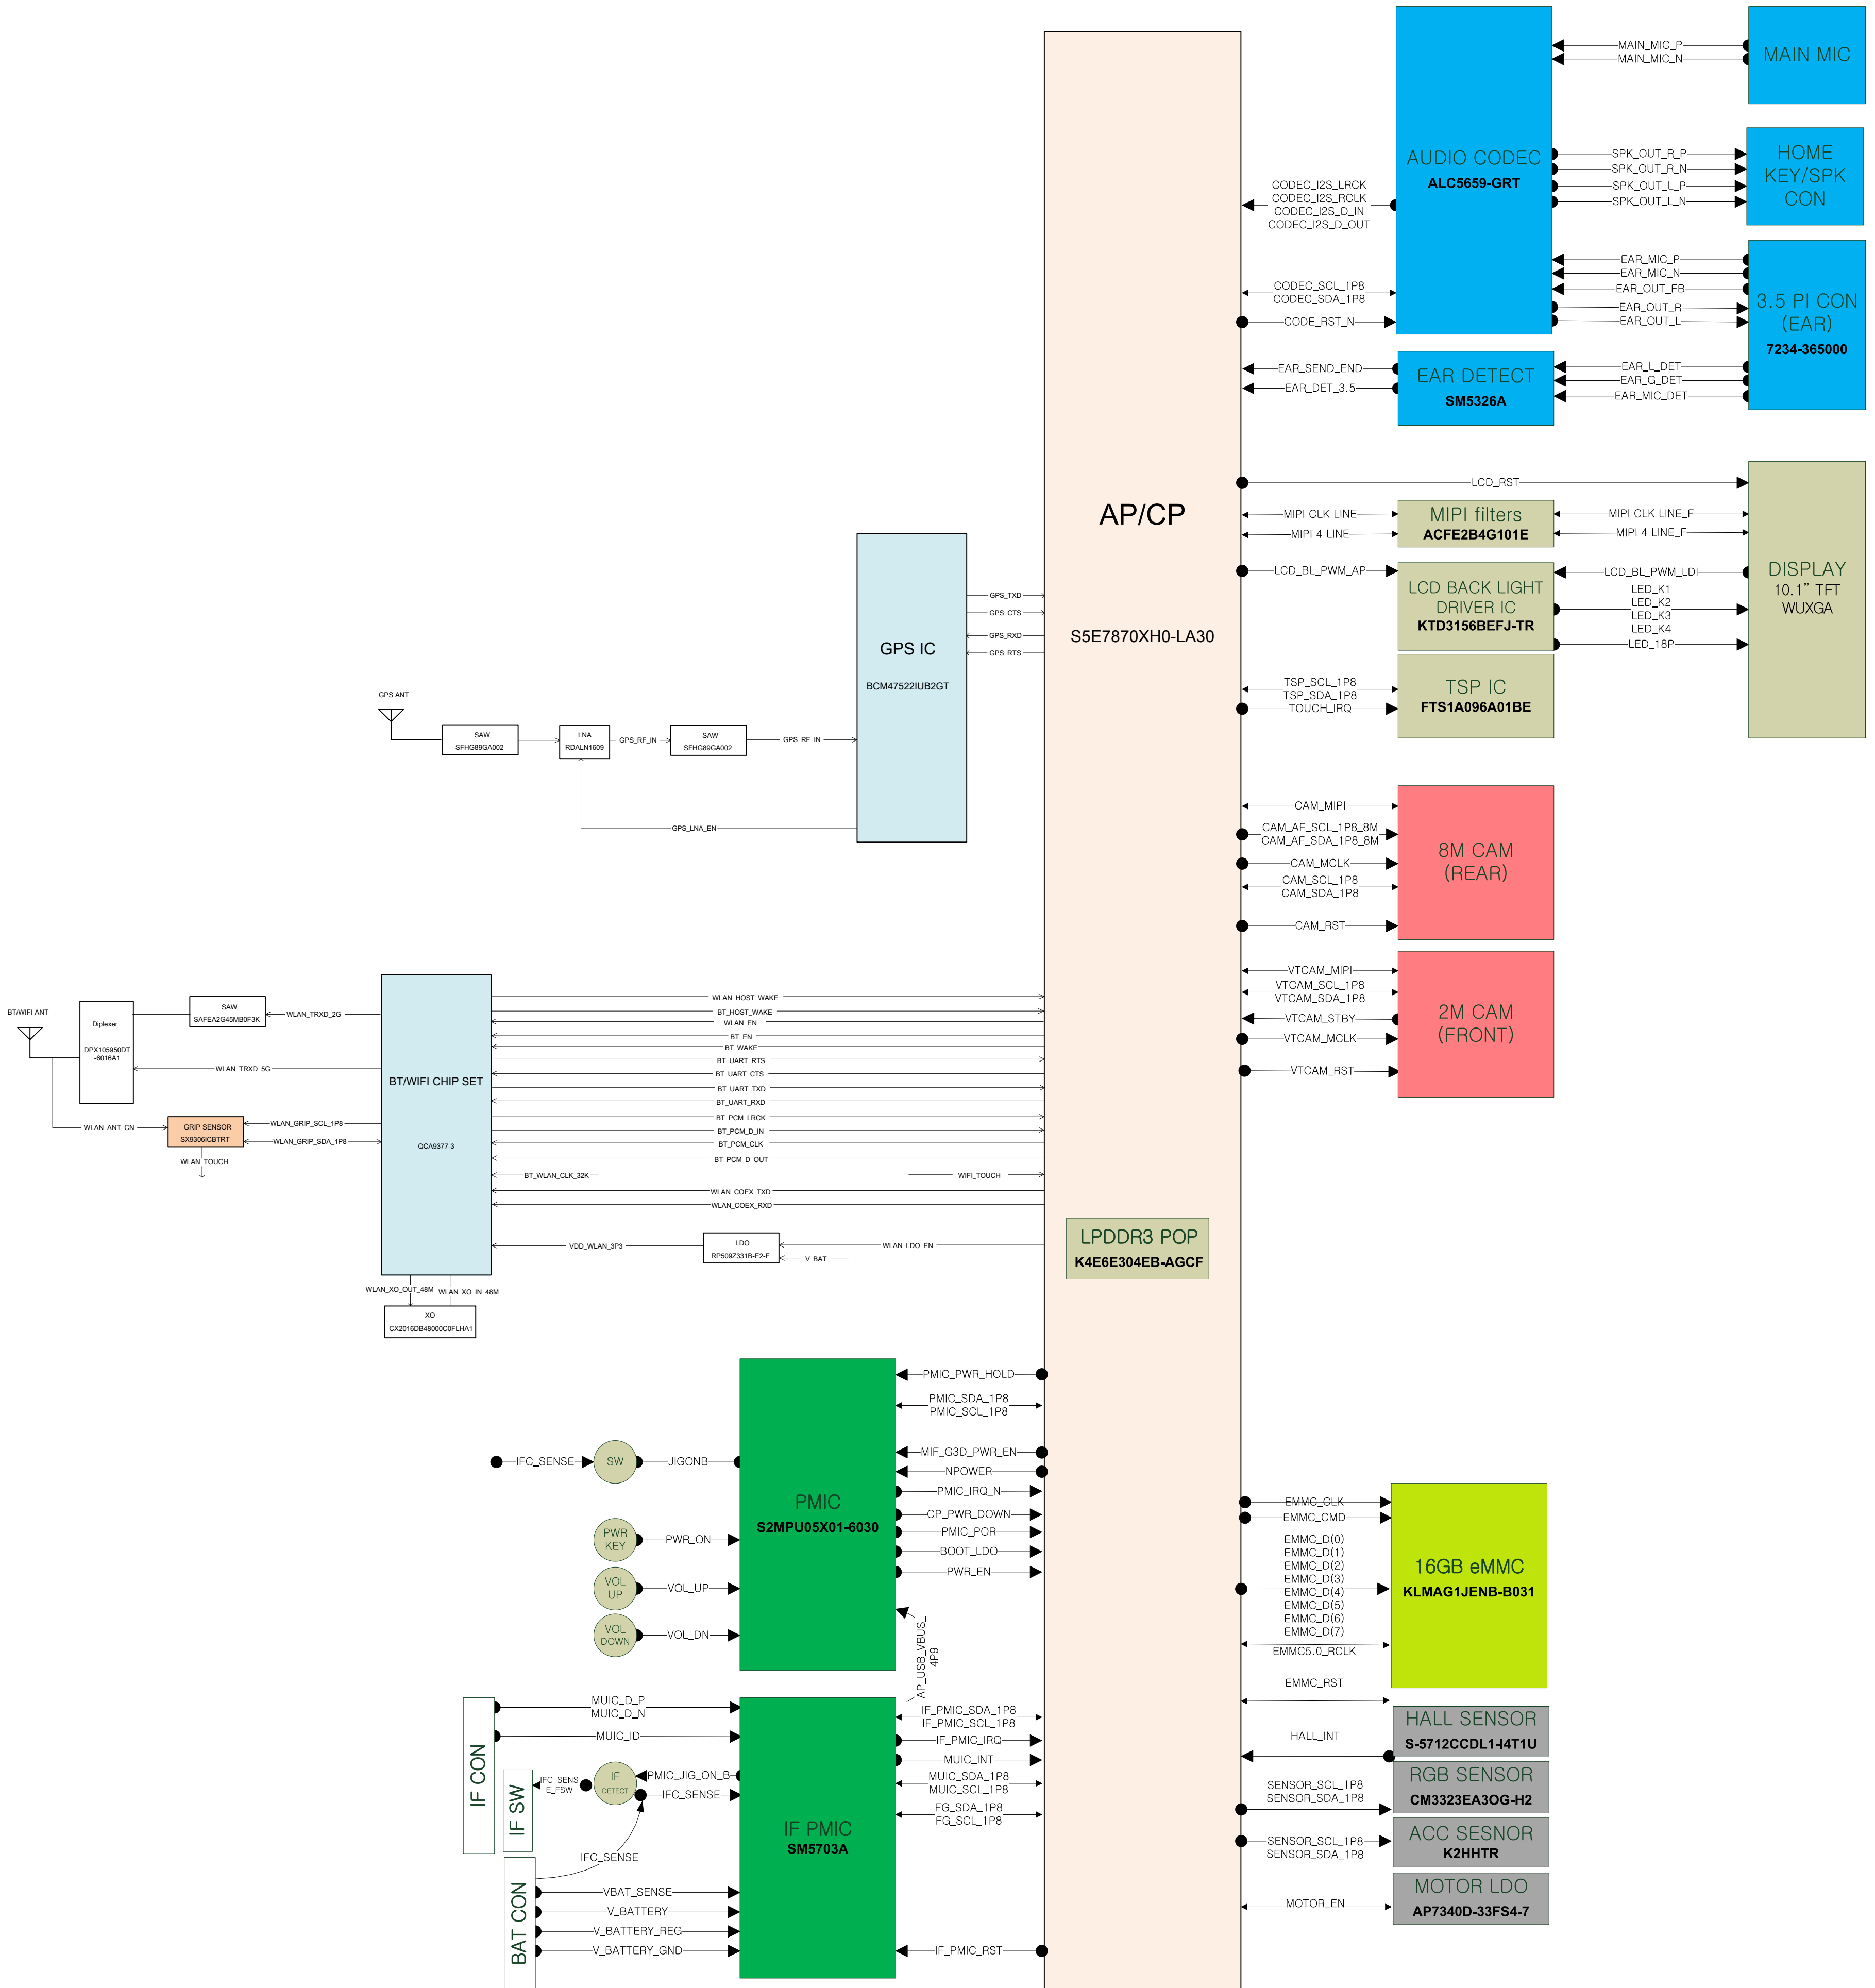 MAIN_MIC_P
MAIN_MIC_N
MAIN MIC
AUDIO CODEC
ALC5659-GRT
SPK_OUT_R_P
SPK_OUT_R_N
SPK_OUT_L_P
SPK_OUT_L_N
HOME
KEY/SPK
CON
CODEC_I2S_LRCK
CODEC_I2S_RCLK
CODEC_I2S_D_IN
CODEC_I2S_D_OUT
CODEC_SCL_1P8
CODEC_SDA_1P8
CODE_RST_N
EAR_MIC_P
EAR_MIC_N
EAR_OUT_FB
EAR_OUT_R
EAR_OUT_L
3.5 PI CON
(EAR)
7234-365000
EAR_SEND_END
EAR_DET_3.5
EAR DETECT
SM5326A
EAR_L_DET
EAR_G_DET
EAR_MIC_DET
AP/CP
S5E7870XH0-LA30
LCD_RST
MIPI CLK LINE
MIPI 4 LINE
MIPI filters
ACFE2B4G101E
MIPI CLK LINE_F
MIPI 4 LINE_F
LCD_BL_PWM_AP
LCD BACK LIGHT
DRIVER IC
KTD3156BEFJ-TR
LCD_BL_PWM_LDI
LED_K1
LED_K2
LED_K3
LED_K4
LED_18P
DISPLAY
10.1” TFT
WUXGA
TSP_SCL_1P8
TSP_SDA_1P8
TOUCH_IRQ
TSP IC
FTS1A096A01BE
GPS IC
BCM47522IUB2GT
GPS_TXD
GPS_CTS
GPS_RXD
GPS_RTS
GPS ANT
SAW
SFHG89GA002
LNA
RDALN1609
GPS_RF_IN
SAW
SFHG89GA002
GPS_RF_IN
GPS_LNA_EN
CAM_MIPI
CAM_AF_SCL_1P8_8M
CAM_AF_SDA_1P8_8M
CAM_MCLK
CAM_SCL_1P8
CAM_SDA_1P8
CAM_RST
8M CAM
(REAR)
VTCAM_MIPI
VTCAM_SCL_1P8
VTCAM_SDA_1P8
VTCAM_STBY
VTCAM_MCLK
VTCAM_RST
2M CAM
(FRONT)
BT/WIFI ANT
Diplexer
DPX105950DT
-6016A1
SAW
SAFEA2G45MB0F3K
WLAN_TRXD_2G
WLAN_TRXD_5G
WLAN_ANT_CN
GRIP SENSOR
SX9306ICBTRT
WLAN_GRIP_SCL_1P8
WLAN_GRIP_SDA_1P8
WLAN_TOUCH
BT/WIFI CHIP SET
QCA9377-3
WLAN_HOST_WAKE
BT_HOST_WAKE
WLAN_EN
BT_EN
BT_WAKE
BT_UART_RTS
BT_UART_CTS
BT_UART_TXD
BT_UART_RXD
BT_PCM_LRCK
BT_PCM_D_IN
BT_PCM_CLK
BT_PCM_D_OUT
BT_WLAN_CLK_32K
WIFI_TOUCH
WLAN_COEX_TXD
WLAN_COEX_RXD
VDD_WLAN_3P3
LDO
RP509Z331B-E2-F
WLAN_LDO_EN
V_BAT
WLAN_XO_OUT_48M
WLAN_XO_IN_48M
XO
CX2016DB48000C0FLHA1
LPDDR3 POP
K4E6E304EB-AGCF
PMIC
S2MPU05X01-6030
PMIC_PWR_HOLD
PMIC_SDA_1P8
PMIC_SCL_1P8
MIF_G3D_PWR_EN
NPOWER
PMIC_IRQ_N
CP_PWR_DOWN
PMIC_POR
BOOT_LDO
PWR_EN
AP_USB_VBUS_
4P9
IFC_SENSE
SW
JIGONB
PWR
KEY
PWR_ON
VOL
UP
VOL_UP
VOL
DOWN
VOL_DN
EMMC_CLK
EMMC_CMD
EMMC_D(0)
EMMC_D(1)
EMMC_D(2)
EMMC_D(3)
EMMC_D(4)
EMMC_D(5)
EMMC_D(6)
EMMC_D(7)
EMMC5.0_RCLK
EMMC_RST
16GB eMMC
KLMAG1JENB-B031
IF CON
MUIC_D_P
MUIC_D_N
MUIC_ID
IF SW
IFC_SENS
E_FSW
IF
DETECT
PMIC_JIG_ON_B
IFC_SENSE
IFC_SENSE
BAT CON
VBAT_SENSE
V_BATTERY
V_BATTERY_REG
V_BATTERY_GND
IF PMIC
SM5703A
IF_PMIC_SDA_1P8
IF_PMIC_SCL_1P8
IF_PMIC_IRQ
MUIC_INT
MUIC_SDA_1P8
MUIC_SCL_1P8
FG_SDA_1P8
FG_SCL_1P8
IF_PMIC_RST
HALL_INT
HALL SENSOR
S-5712CCDL1-I4T1U
SENSOR_SCL_1P8
SENSOR_SDA_1P8
RGB SENSOR
CM3323EA3OG-H2
SENSOR_SCL_1P8
SENSOR_SDA_1P8
ACC SESNOR
K2HHTR
MOTOR_EN
MOTOR LDO
AP7340D-33FS4-7